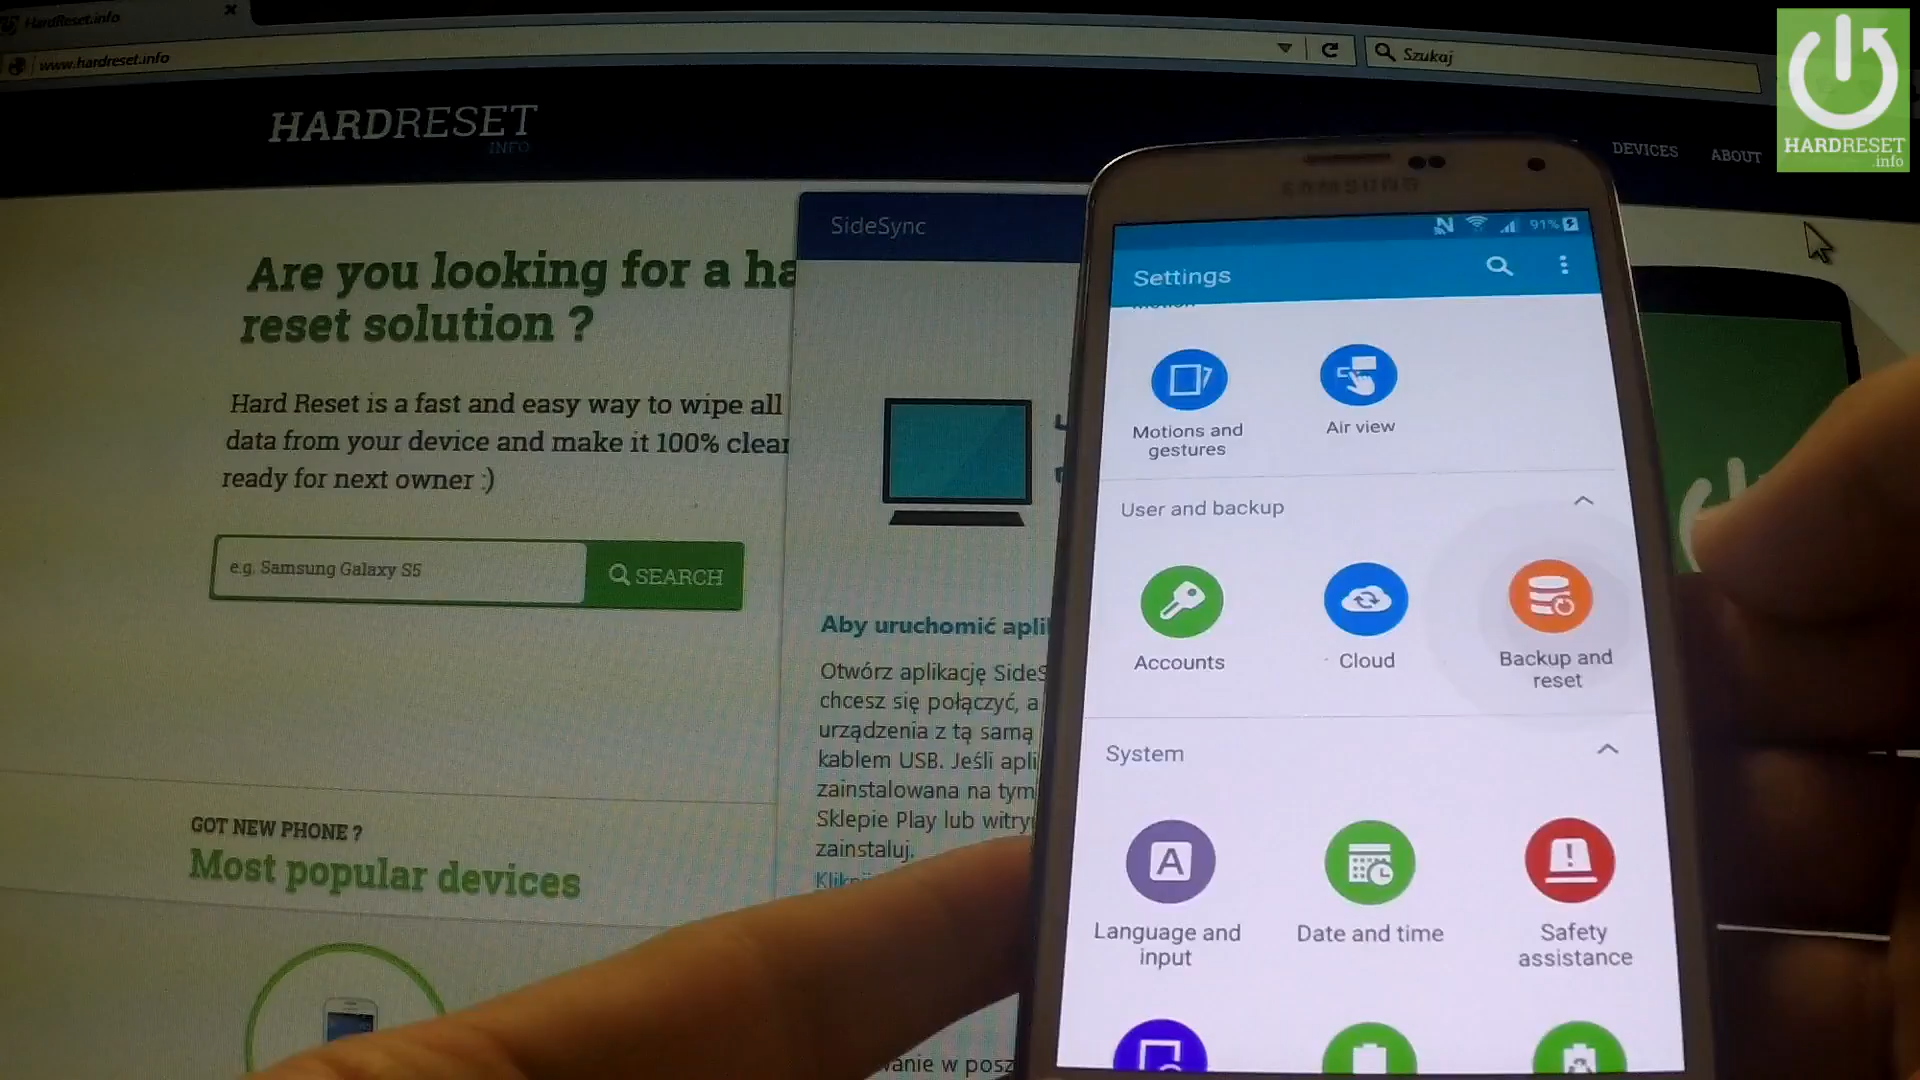 HardReset.info
www.hardreset.info
Szukaj
HARDRESET
INFO
DEVICES
ABOUT
HARDRESET
.info
Are you looking for a ha
reset solution ?
Hard Reset is a fast and easy way to wipe all
data from your device and make it 100% clear
ready for next owner :)
e.g. Samsung Galaxy S5
SEARCH
GOT NEW PHONE ?
Most popular devices
SideSync
Aby uruchomić apli
Otwórz aplikację SideS
chcesz się połączyć, a
urządzenia z tą samą
kablem USB. Jeśli apli
zainstalowana na tym
Sklepie Play lub witry
zainstaluj.
wanie w posz
SAMSUNG
91%
Settings
Motions and
gestures
Air view
User and backup
Accounts
Cloud
Backup and
reset
System
A
Language and
input
Date and time
Safety
assistance